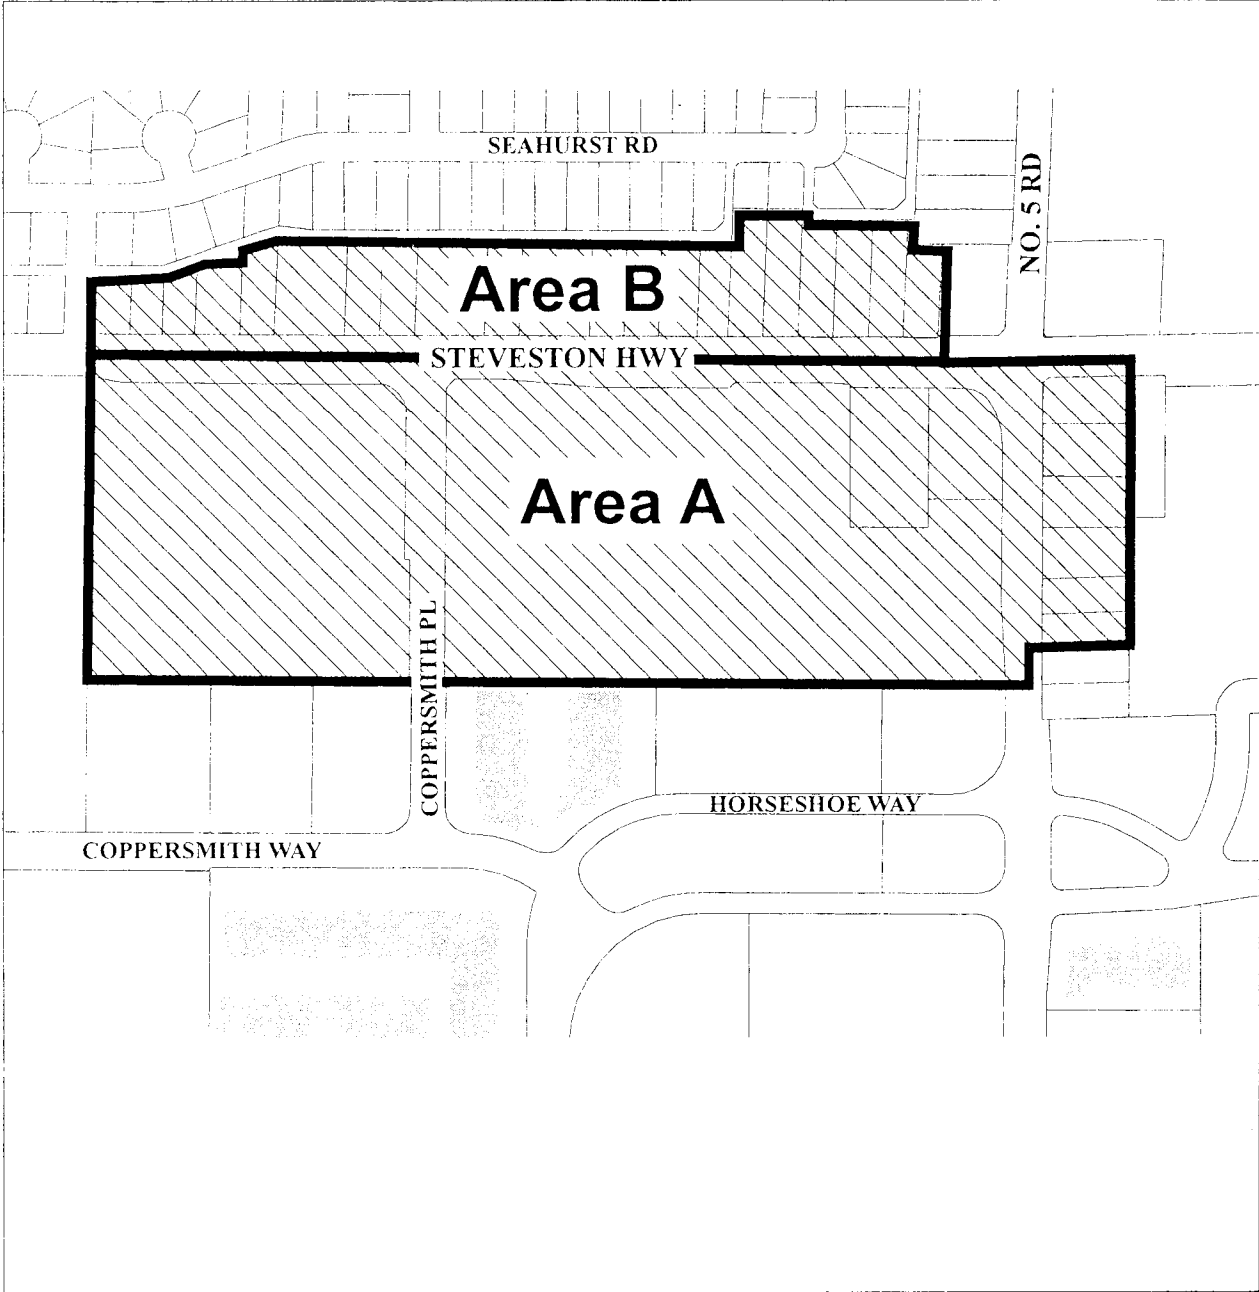 SEAHURST RD
NO. 5 RD
Area B
STEVESTON HWY
Area A
COPPERSMITH PL
HORSESHOE WAY
COPPERSMITH WAY